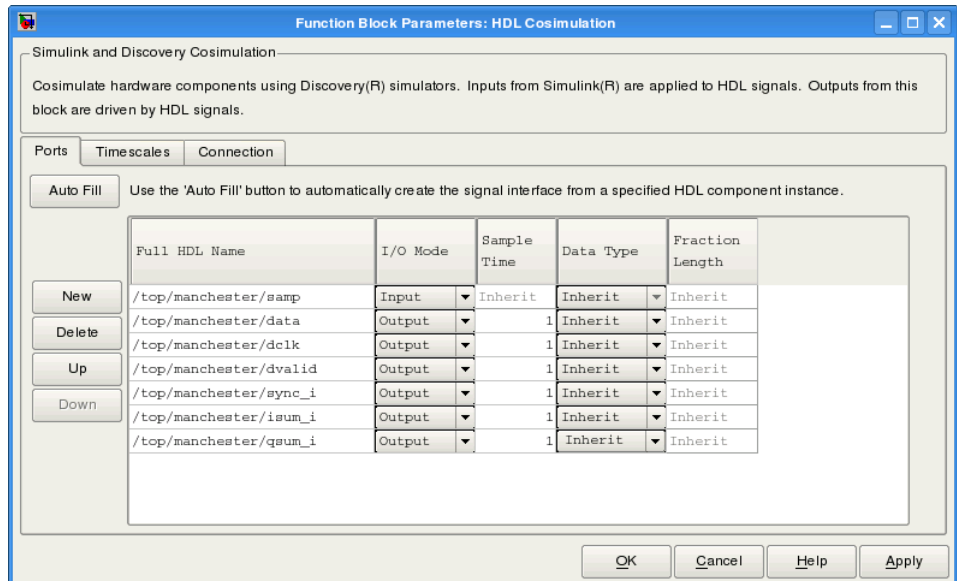 Function Block Parameters: HDL Cosimulation
Simulink and Discovery Cosimulation
Cosimulate hardware components using Discovery(R) simulators. Inputs from Simulink(R) are applied to HDL signals. Outputs from this
block are driven by HDL signals.
Ports Timescales Connection
Auto Fill Use the 'Auto Fill' button to automatically create the signal interface from a specified HDL component instance.
Full HDL Name I/O Mode Sample Time Data Type Fraction Length
New /top/manchester/samp Input Inherit Inherit Inherit
/top/manchester/data Output 1 Inherit Inherit
Delete /top/manchester/dclk Output 1 Inherit Inherit
Up /top/manchester/dvalid Output 1 Inherit Inherit
/top/manchester/sync_i Output 1 Inherit Inherit
Down /top/manchester/isum_i Output 1 Inherit Inherit
/top/manchester/qsum_i Output 1 Inherit Inherit
OK Cancel Help Apply